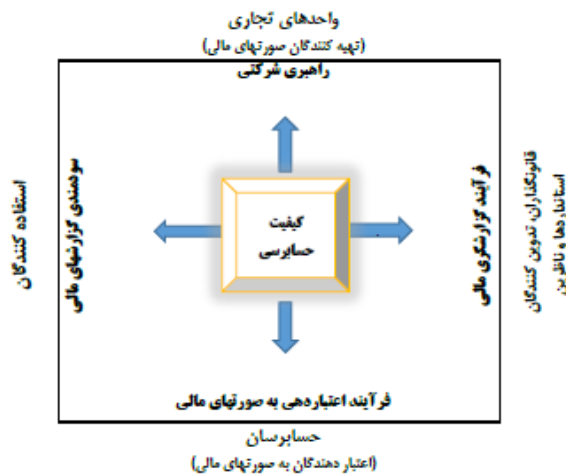 واحدهای تجاری
(تهیه کنندگان صورتهای مالی)
راهبری شرکتی
قانونگذاران، تدوین کنندگان
استانداردها و ناظرین
فرآیند گزارشگری مالی
کیفیت
حسابرسی
سودمندی گزارشهای مالی
استفاده کنندگان
فرآیند اعتباردهی به صورتهای مالی
حسابرسان
(اعتبار دهندگان به صورتهای مالی)